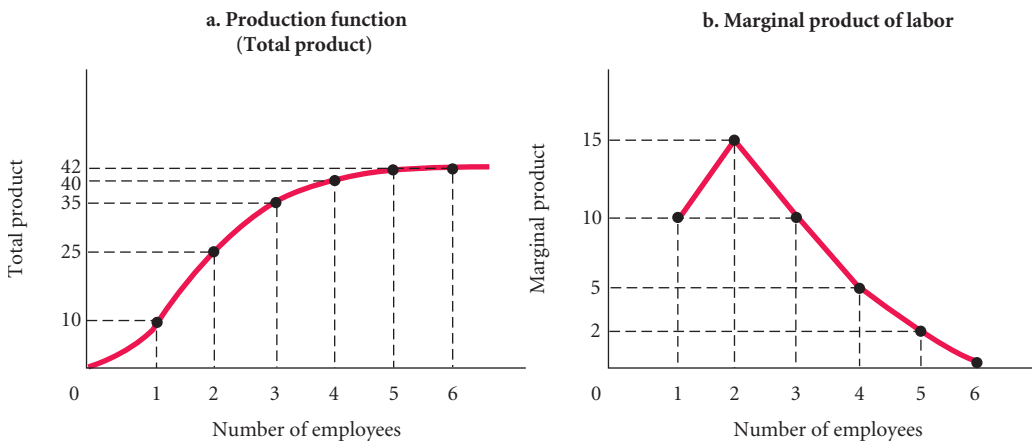 a. Production function
(Total product)
Total product
42
40
35
25
10
0 1 2 3 4 5 6
Number of employees
b. Marginal product of labor
Marginal product
15
10
5
2
0 1 2 3 4 5 6
Number of employees